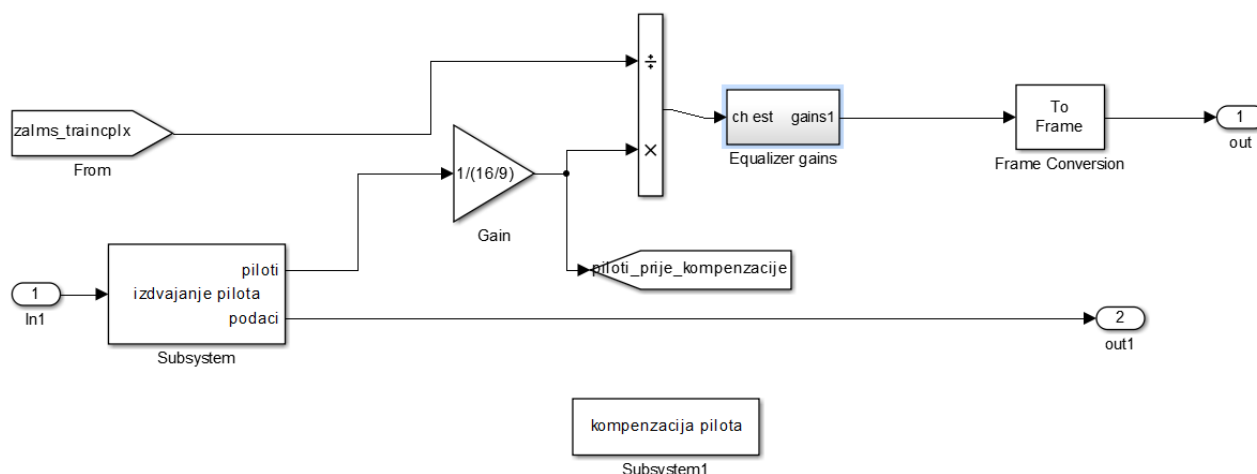 ÷
zalms_traincplx
From
ch est gains1
Equalizer gains
To
Frame
Frame Conversion
1
out
×
1/(16/9)
Gain
piloti
izdvajanje pilota
podaci
Subsystem
piloti_prije_kompenzacije
1
In1
2
out1
kompenzacija pilota
Subsystem1